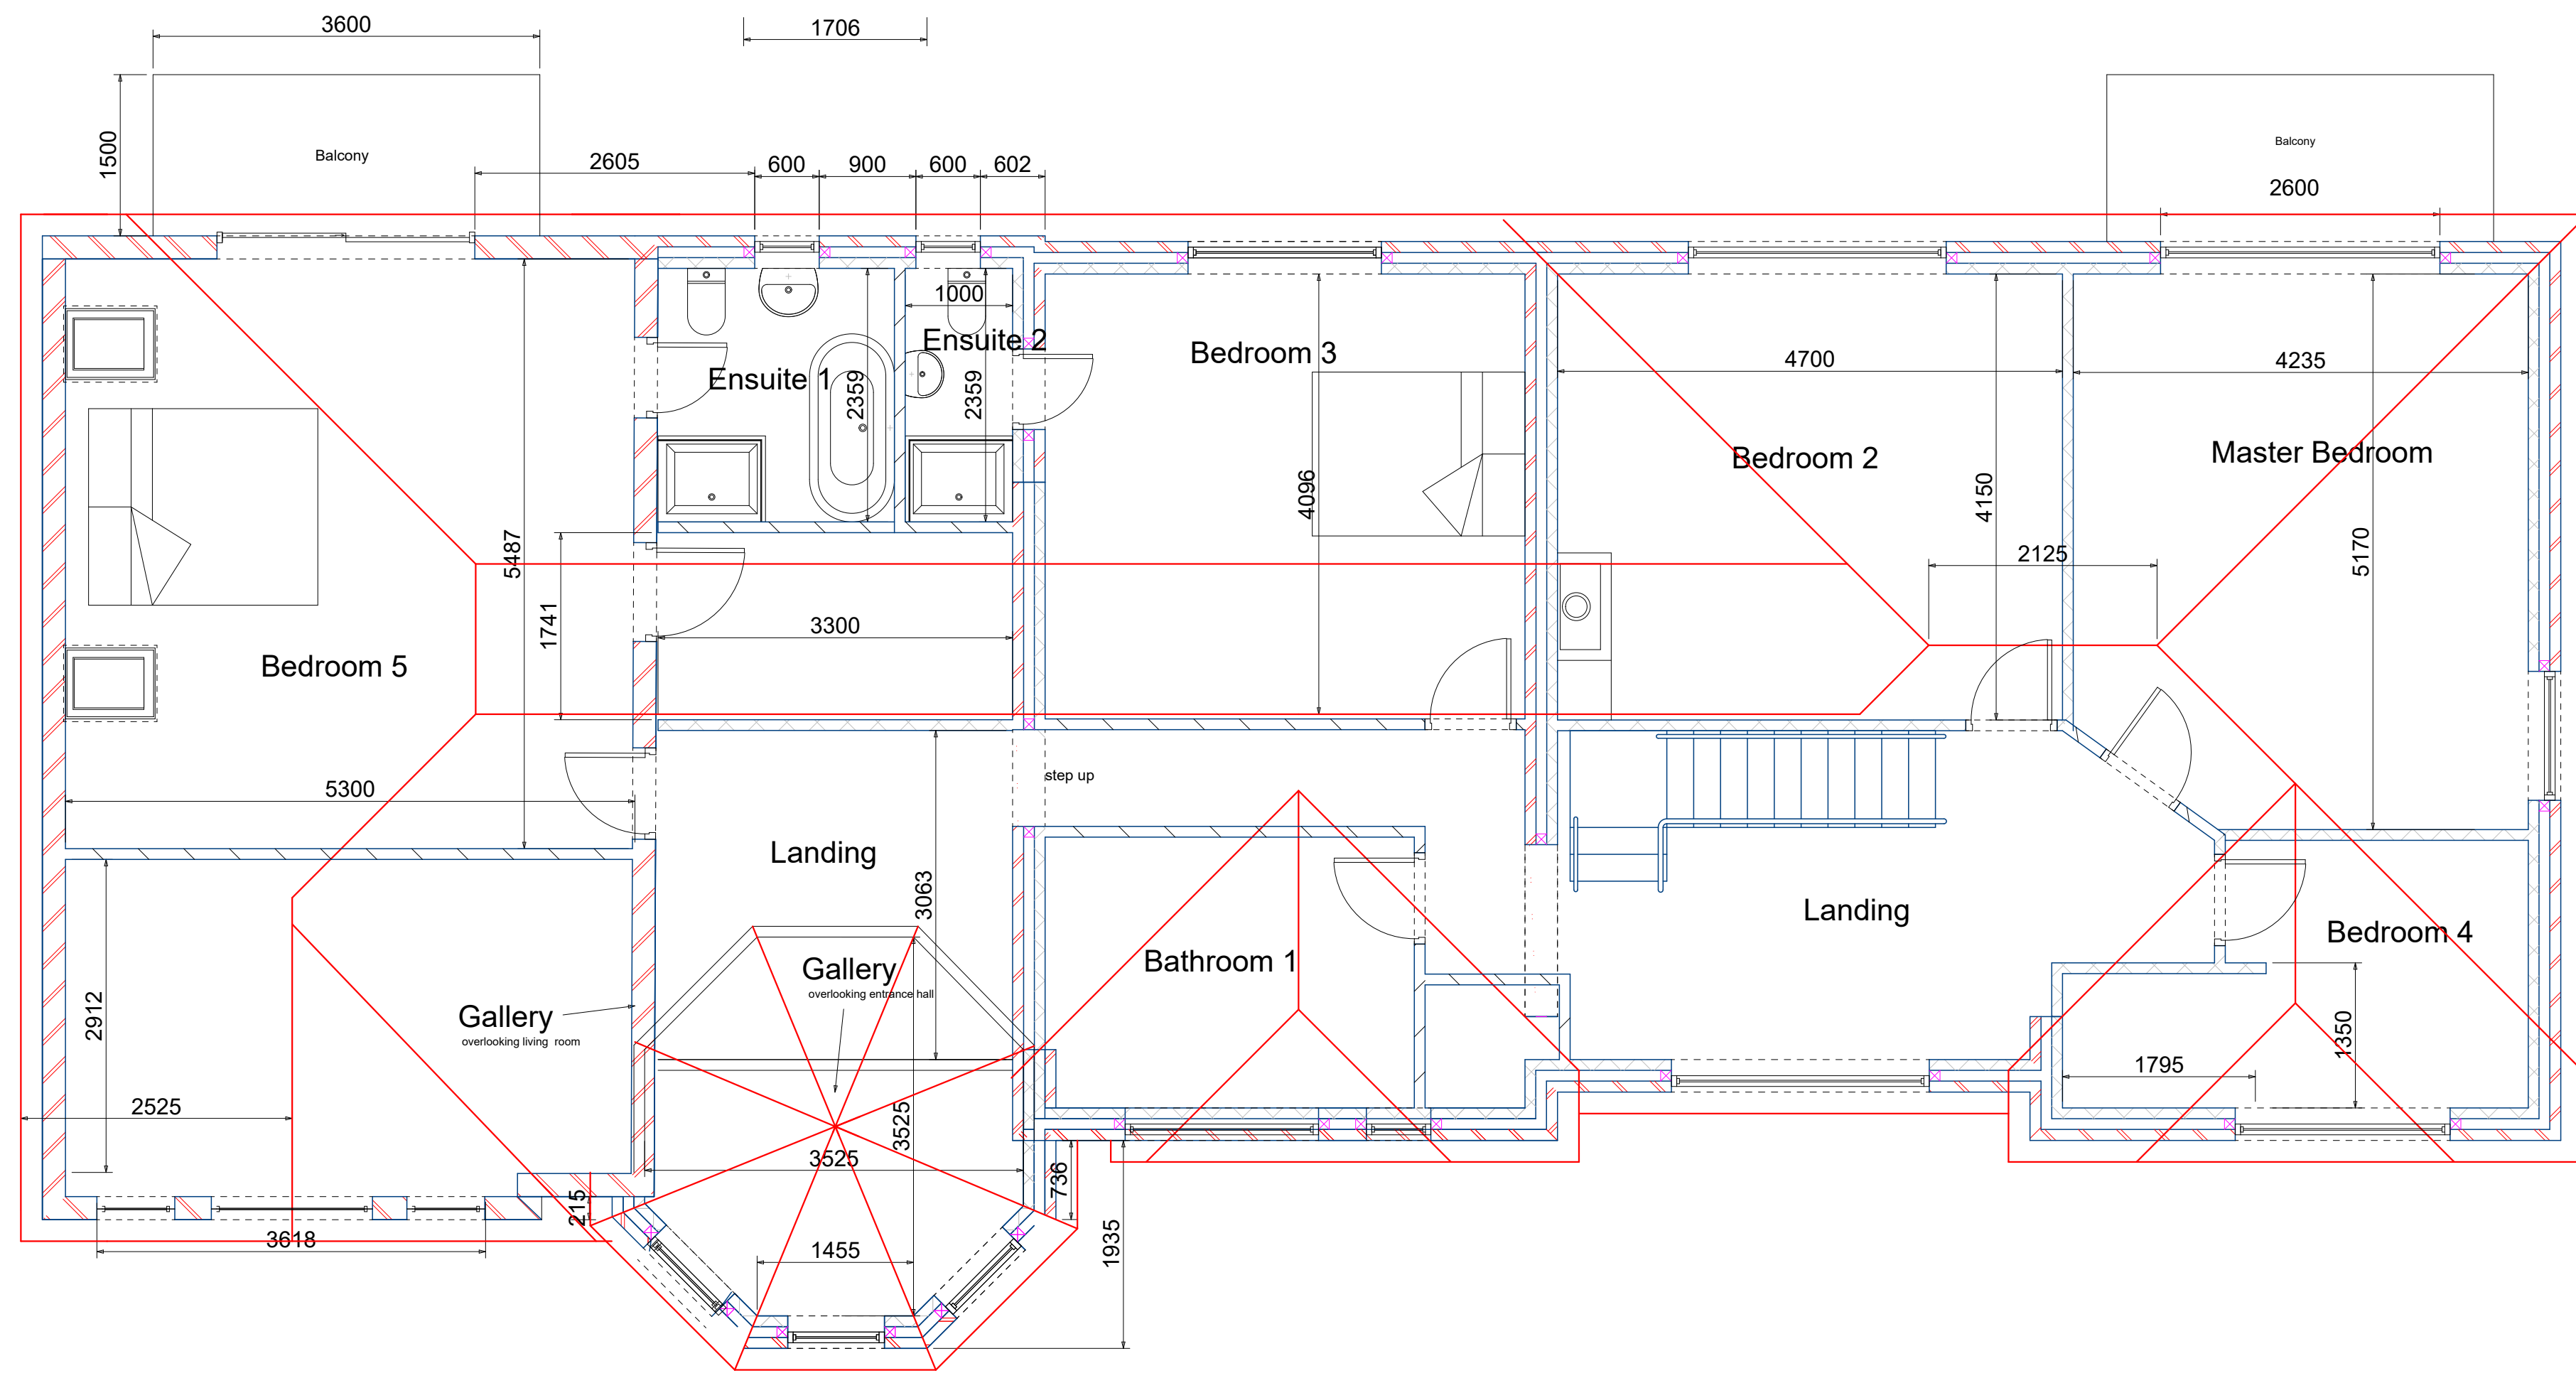 3600
1706
1500
Balcony
Balcony
2605
600
900
600
602
2600
1000
Ensuite 2
Bedroom 3
Ensuite 1
2359
2359
4700
4235
Bedroom 2
Master Bedroom
4096
4150
5487
2125
5170
1741
3300
Bedroom 5
step up
5300
Landing
3063
Landing
Bedroom 4
Bathroom 1
Gallery
overlooking entrance hall
2912
Gallery
overlooking living room
1350
1795
2525
3525
3525
736
215
3618
1455
1935